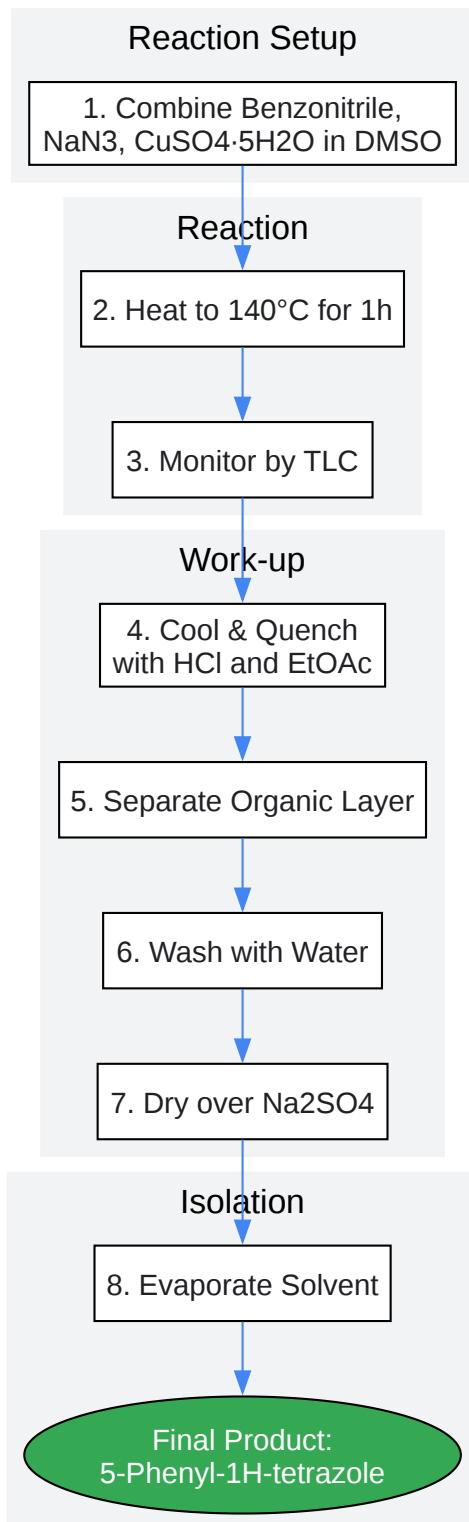 Reaction Setup
1. Combine Benzonitrile,
NaN3, CuSO4·5H2O in DMSO
Reaction
2. Heat to 140°C for 1h
3. Monitor by TLC
Work-up
4. Cool & Quench
with HCl and EtOAc
5. Separate Organic Layer
6. Wash with Water
7. Dry over Na2SO4
Isolation
8. Evaporate Solvent
Final Product:
5-Phenyl-1H-tetrazole